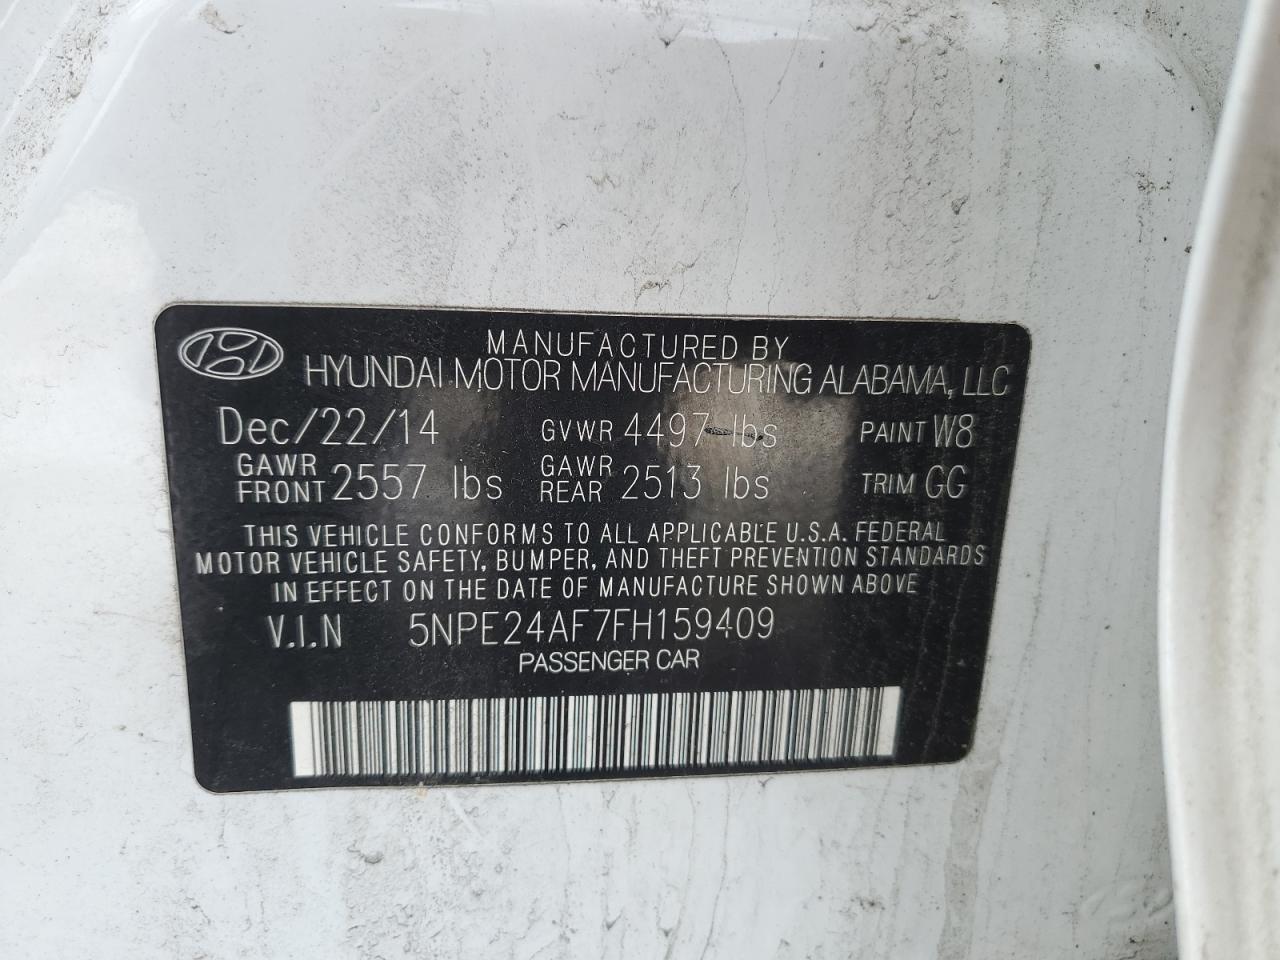 MANUFACTURED BY
HYUNDAI MOTOR MANUFACTURING ALABAMA, LLC
Dec/22/14 GVWR 4497 lbs PAINT W8
GAWR FRONT 2557 lbs GAWR REAR 2513 lbs TRIM GG
THIS VEHICLE CONFORMS TO ALL APPLICABLE U.S.A. FEDERAL
MOTOR VEHICLE SAFETY, BUMPER, AND THEFT PREVENTION STANDARDS
IN EFFECT ON THE DATE OF MANUFACTURE SHOWN ABOVE
V.I.N 5NPE24AF7FH159409
PASSENGER CAR